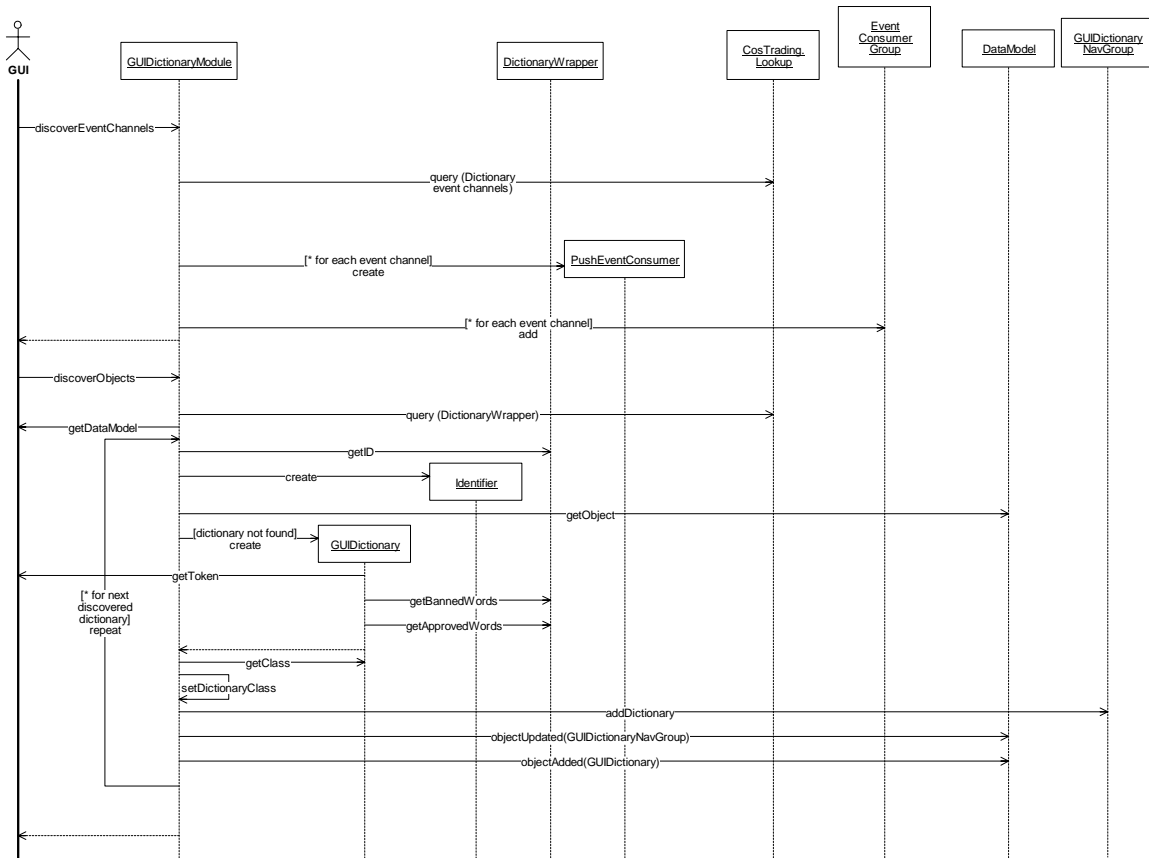 Event
Consumer
Group
GUIDictionary
NavGroup
GUIDictionaryModule
DictionaryWrapper
CosTrading.
Lookup
DataModel
GUI
discoverEventChannels
query (Dictionary
event channels)
[* for each event channel]
create
PushEventConsumer
[* for each event channel]
add
discoverObjects
query (DictionaryWrapper)
getDataModel
getID
create
Identifier
getObject
[dictionary not found]
create
GUIDictionary
getToken
[* for next
discovered
dictionary]
repeat
getBannedWords
getApprovedWords
getClass
setDictionaryClass
addDictionary
objectUpdated(GUIDictionaryNavGroup)
objectAdded(GUIDictionary)